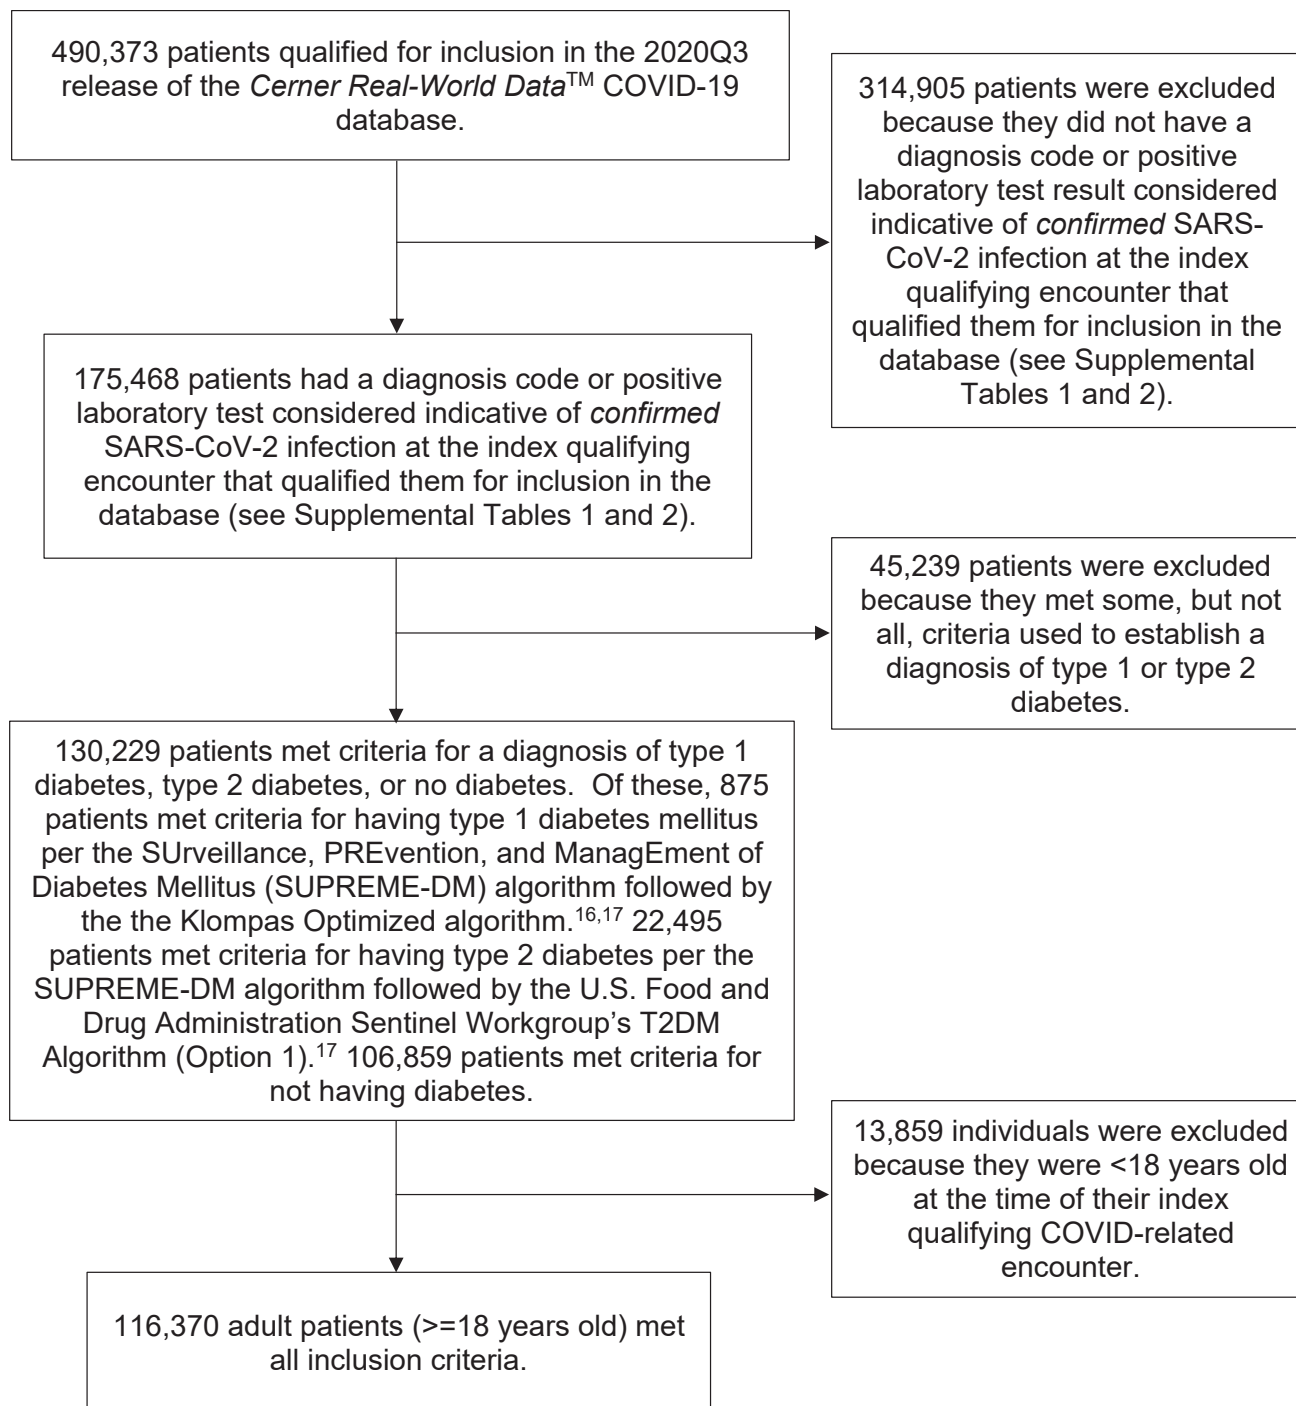 490,373 patients qualified for inclusion in the 2020Q3
release of the Cerner Real-World Data™ COVID-19
database.
314,905 patients were excluded
because they did not have a
diagnosis code or positive
laboratory test result considered
indicative of confirmed SARS-
CoV-2 infection at the index
qualifying encounter that
qualified them for inclusion in the
database (see Supplemental
Tables 1 and 2).
175,468 patients had a diagnosis code or positive
laboratory test considered indicative of confirmed
SARS-CoV-2 infection at the index qualifying
encounter that qualified them for inclusion in the
database (see Supplemental Tables 1 and 2).
45,239 patients were excluded
because they met some, but not
all, criteria used to establish a
diagnosis of type 1 or type 2
diabetes.
130,229 patients met criteria for a diagnosis of type 1
diabetes, type 2 diabetes, or no diabetes.  Of these, 875
patients met criteria for having type 1 diabetes mellitus
per the SUrveillance, PREvention, and ManagEment of
Diabetes Mellitus (SUPREME-DM) algorithm followed by
the the Klompas Optimized algorithm.16,17 22,495
patients met criteria for having type 2 diabetes per the
SUPREME-DM algorithm followed by the U.S. Food and
Drug Administration Sentinel Workgroup's T2DM
Algorithm (Option 1).17 106,859 patients met criteria for
not having diabetes.
13,859 individuals were excluded
because they were <18 years old
at the time of their index
qualifying COVID-related
encounter.
116,370 adult patients (>=18 years old) met
all inclusion criteria.